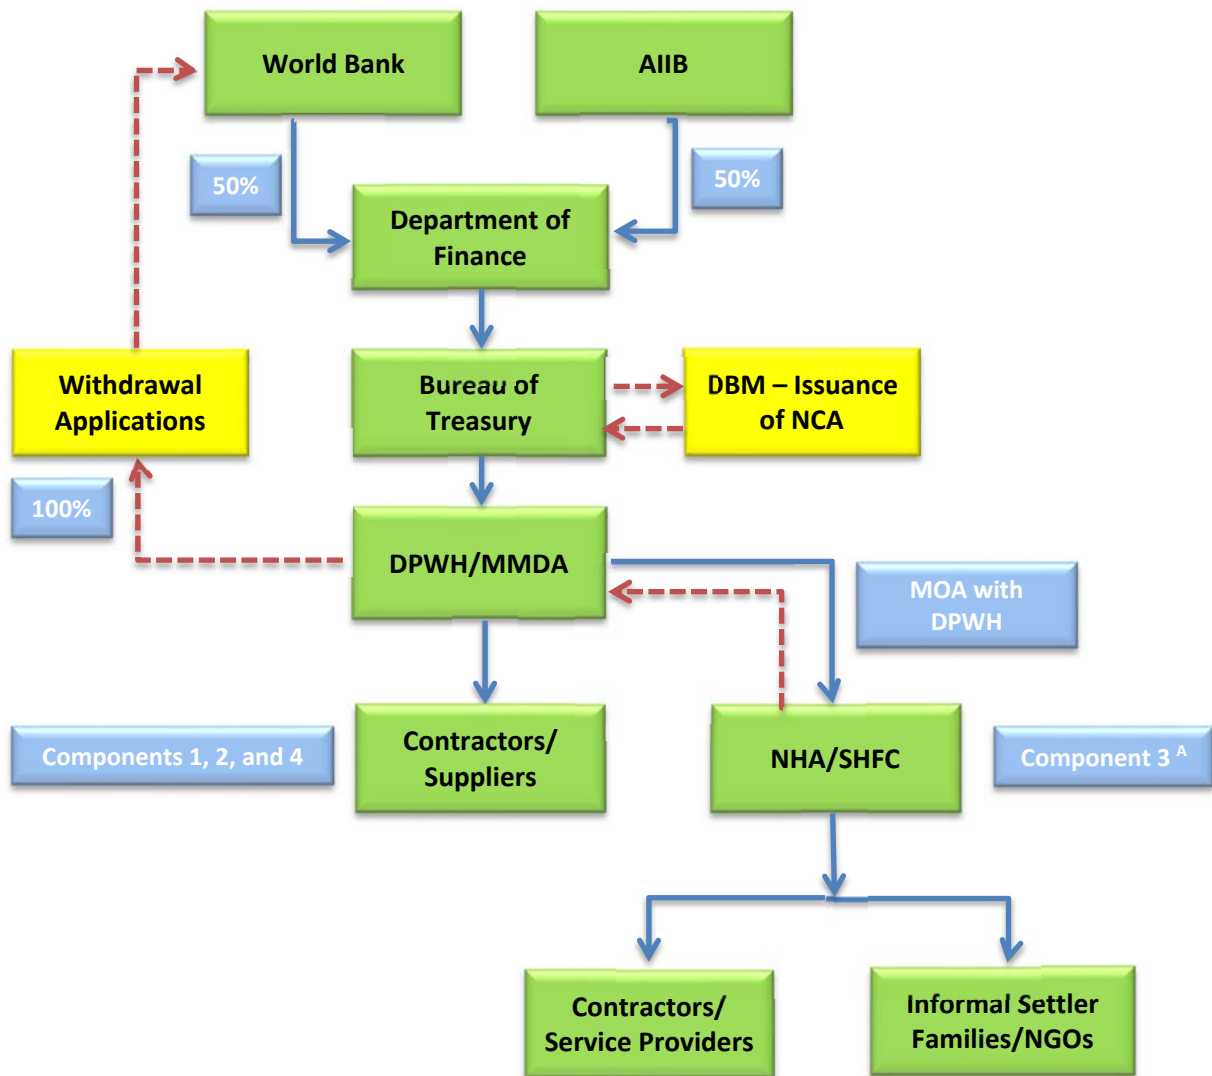 World Bank
AIIB
50%
50%
Department of
Finance
Withdrawal
Applications
Bureau of
Treasury
DBM – Issuance
of NCA
100%
DPWH/MMDA
MOA with
DPWH
Components 1, 2, and 4
Contractors/
Suppliers
NHA/SHFC
Component 3 A
Contractors/
Service Providers
Informal Settler
Families/NGOs